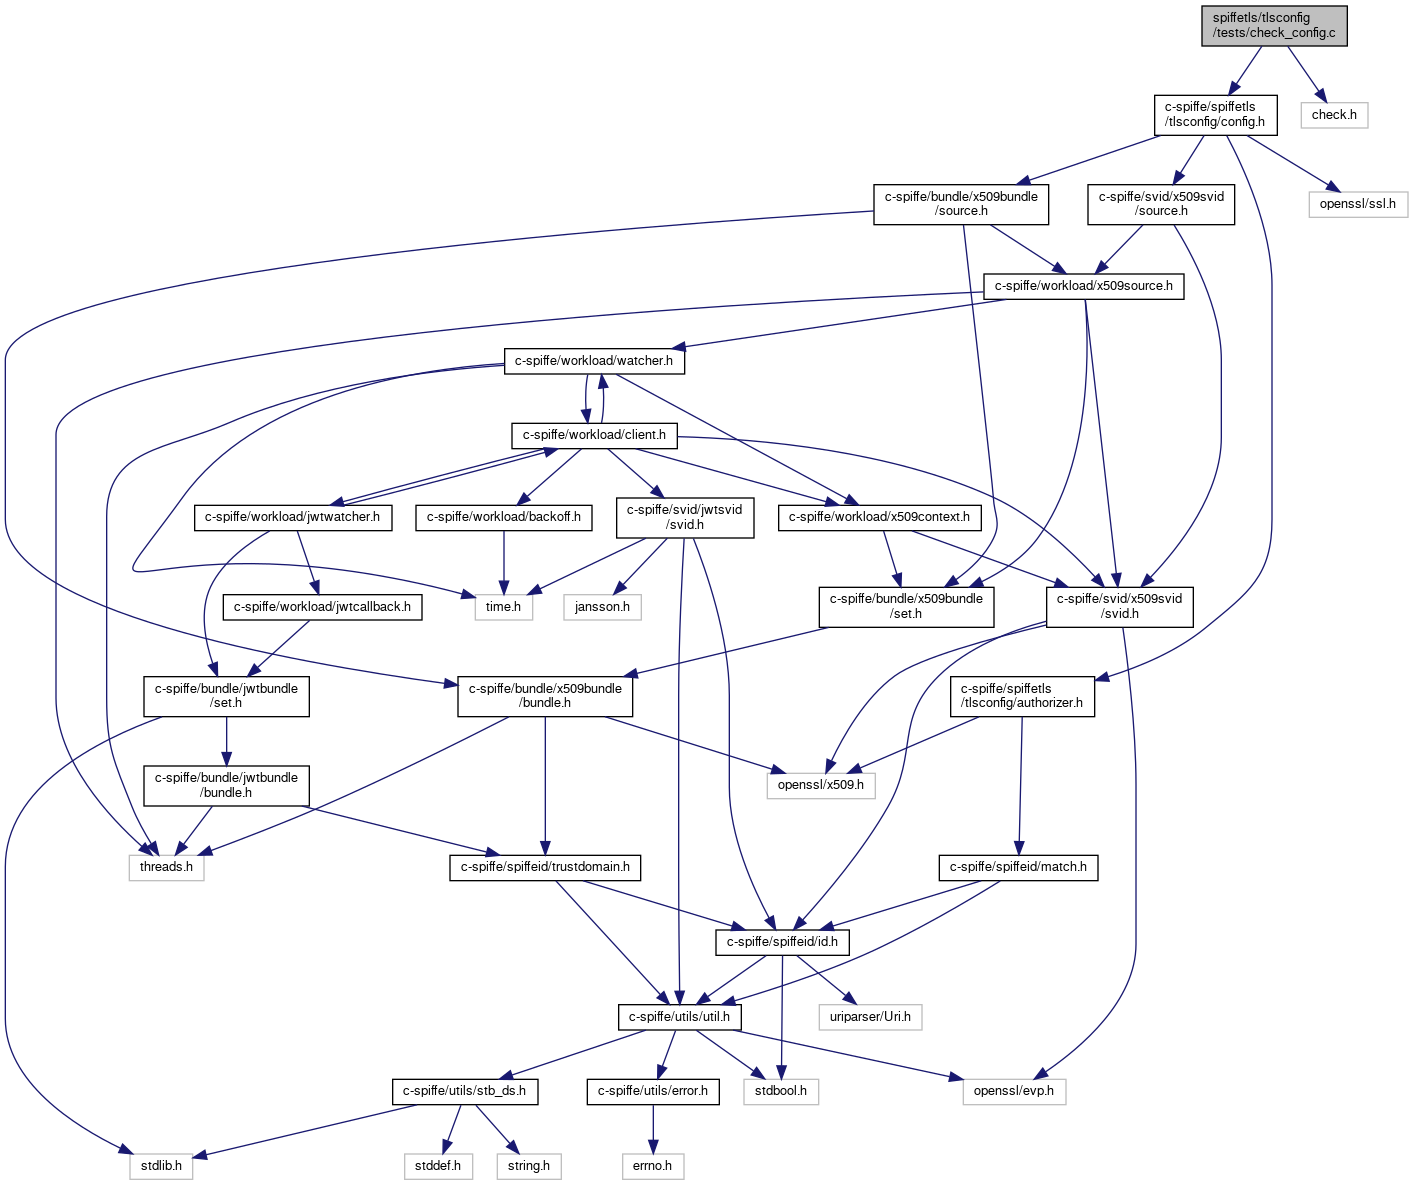 spiffetls/tlsconfig
/tests/check_config.c
c-spiffe/spiffetls
/tlsconfig/config.h
check.h
c-spiffe/bundle/x509bundle
/source.h
c-spiffe/svid/x509svid
/source.h
openssl/ssl.h
c-spiffe/workload/x509source.h
c-spiffe/workload/watcher.h
c-spiffe/workload/client.h
c-spiffe/workload/jwtwatcher.h
c-spiffe/workload/backoff.h
c-spiffe/svid/jwtsvid
/svid.h
c-spiffe/workload/x509context.h
c-spiffe/workload/jwtcallback.h
time.h
jansson.h
c-spiffe/bundle/x509bundle
/set.h
c-spiffe/svid/x509svid
/svid.h
c-spiffe/bundle/jwtbundle
/set.h
c-spiffe/bundle/x509bundle
/bundle.h
c-spiffe/spiffetls
/tlsconfig/authorizer.h
c-spiffe/bundle/jwtbundle
/bundle.h
openssl/x509.h
threads.h
c-spiffe/spiffeid/trustdomain.h
c-spiffe/spiffeid/match.h
c-spiffe/spiffeid/id.h
c-spiffe/utils/util.h
uriparser/Uri.h
c-spiffe/utils/stb_ds.h
c-spiffe/utils/error.h
stdbool.h
openssl/evp.h
stdlib.h
stddef.h
string.h
errno.h